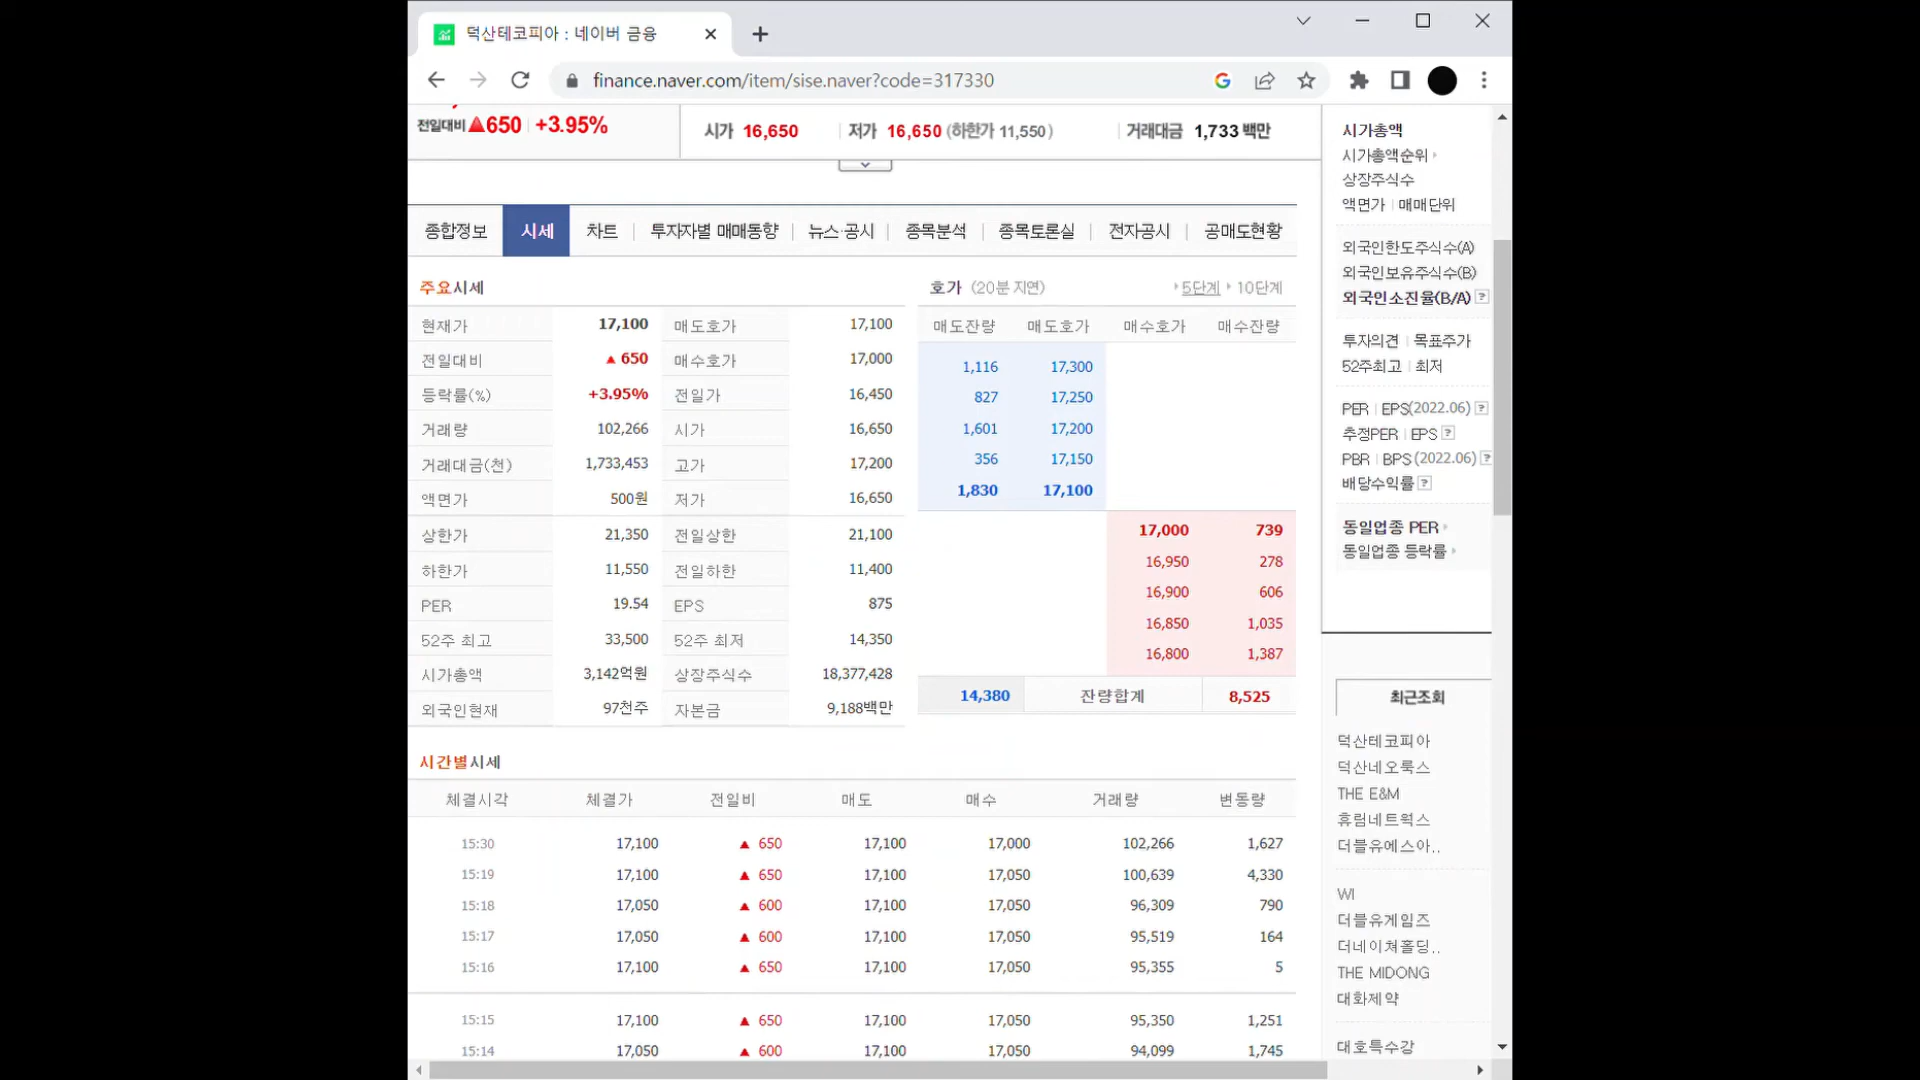 덕산테코피아 : 네이버 금융
finance.naver.com/item/sise.naver?code=317330
전일대비 ▲650 +3.95%
시가 16,650 저가 16,650 (하한가 11,550) 거래대금 1,733 백만
종합정보 시세 차트 투자자별 매매동향 뉴스·공시 종목분석 종목토론실 전자공시 공매도현황
주요시세
현재가 17,100 매도호가 17,100
전일대비 ▲ 650 매수호가 17,000
등락률(%) +3.95% 전일가 16,450
거래량 102,266 시가 16,650
거래대금(천) 1,733,453 고가 17,200
액면가 500원 저가 16,650
상한가 21,350 전일상한 21,100
하한가 11,550 전일하한 11,400
PER 19.54 EPS 875
52주 최고 33,500 52주 최저 14,350
시가총액 3,142억원 상장주식수 18,377,428
외국인현재 97천주 자본금 9,188백만
호가 (20분 지연) 5단계 10단계
매도잔량 매도호가 매수호가 매수잔량
1,116 17,300
827 17,250
1,601 17,200
356 17,150
1,830 17,100
17,000 739
16,950 278
16,900 606
16,850 1,035
16,800 1,387
14,380 잔량합계 8,525
시간별시세
체결시각 체결가 전일비 매도 매수 거래량 변동량
15:30 17,100 ▲ 650 17,100 17,000 102,266 1,627
15:19 17,100 ▲ 650 17,100 17,050 100,639 4,330
15:18 17,050 ▲ 600 17,100 17,050 96,309 790
15:17 17,050 ▲ 600 17,100 17,050 95,519 164
15:16 17,100 ▲ 650 17,100 17,050 95,355 5
15:15 17,100 ▲ 650 17,100 17,050 95,350 1,251
15:14 17,050 ▲ 600 17,100 17,050 94,099 1,745
시가총액
시가총액순위
상장주식수
액면가 매매단위
외국인한도주식수(A)
외국인보유주식수(B)
외국인소진율(B/A) ?
투자의견 목표주가
52주최고 최저
PER EPS(2022.06) ?
추정PER EPS ?
PBR BPS (2022.06) ?
배당수익률 ?
동일업종 PER
동일업종 등락률
최근조회
덕산테코피아
덕산네오룩스
THE E&M
휴림네트웍스
더블유에스아..
WI
더블유게임즈
더네이쳐홀딩..
THE MIDONG
대화제약
대호특수강